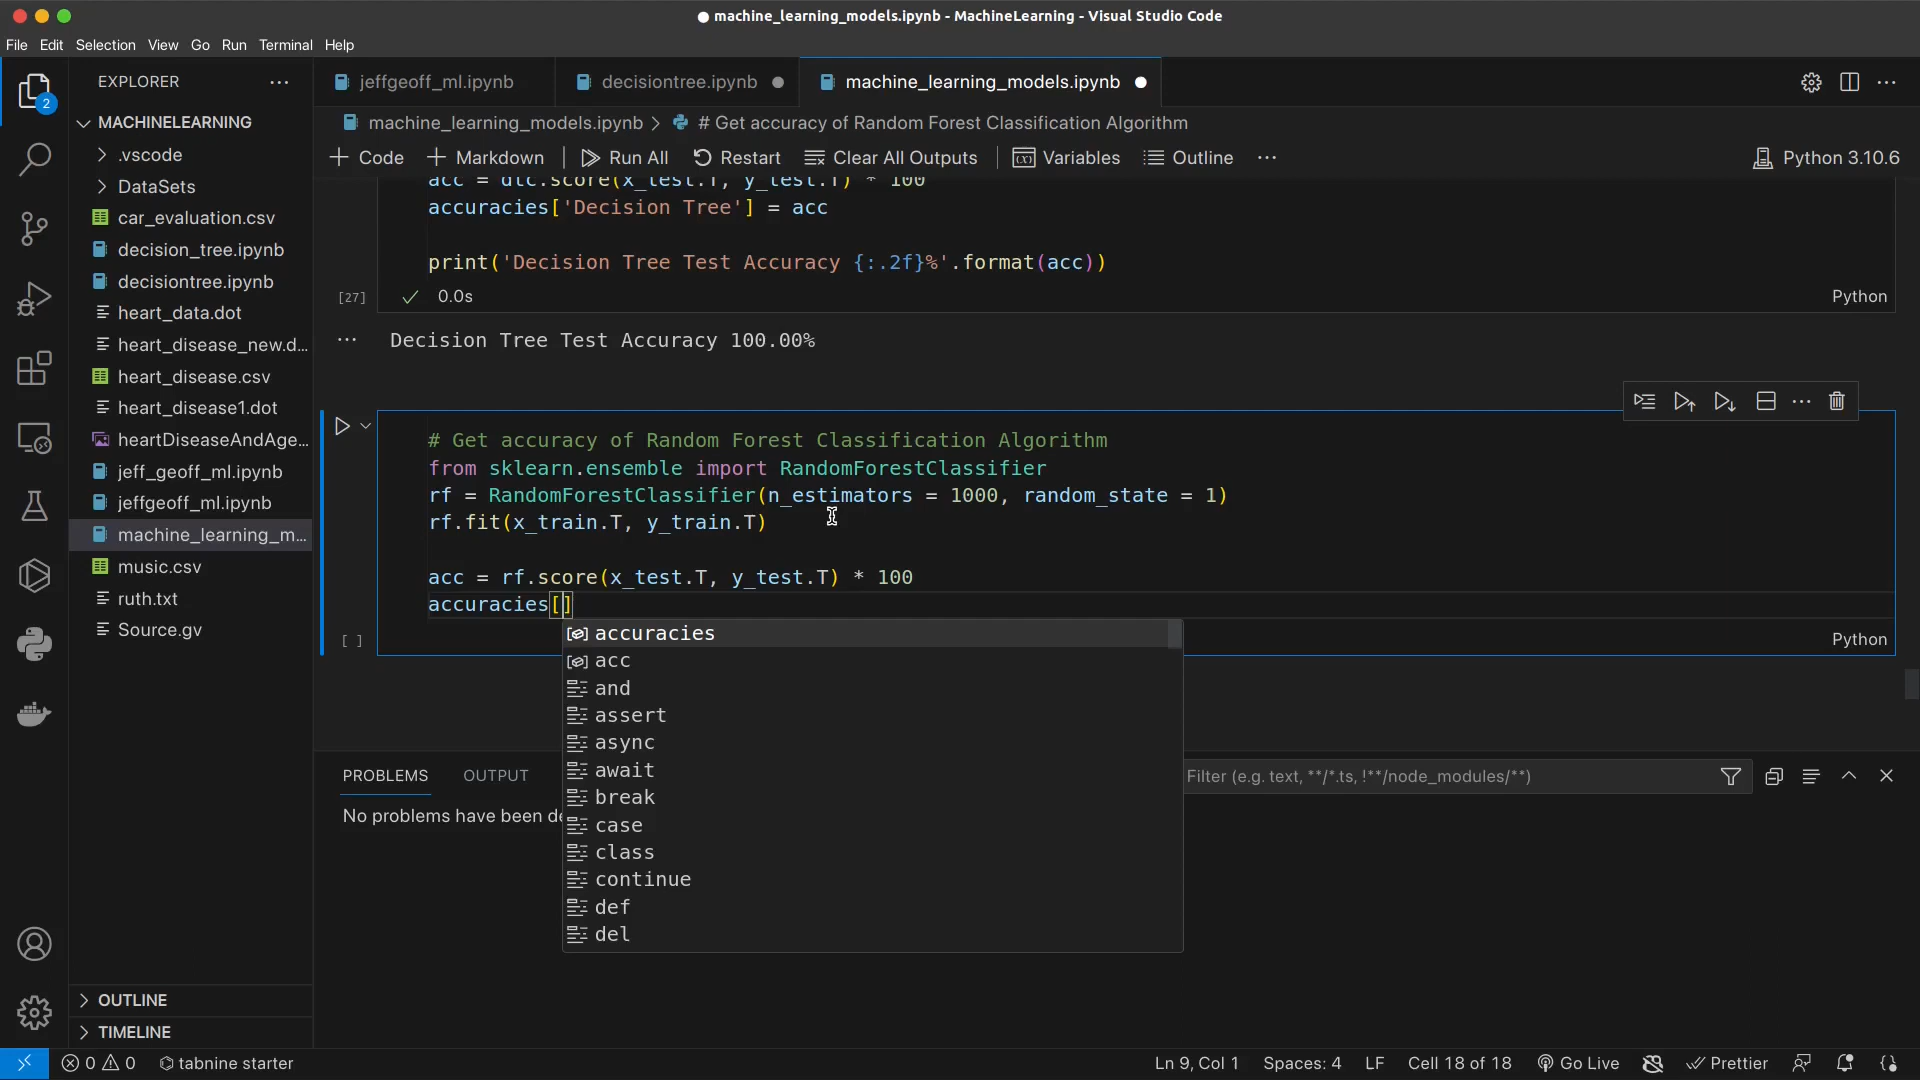 machine_learning_models.ipynb - MachineLearning - Visual Studio Code
File Edit Selection View Go Run Terminal Help
EXPLORER
jeffgeoff_ml.ipynb
decisiontree.ipynb
machine_learning_models.ipynb
2
MACHINELEARNING
.vscode
DataSets
car_evaluation.csv
decision_tree.ipynb
decisiontree.ipynb
heart_data.dot
heart_disease_new.d...
heart_disease.csv
heart_disease1.dot
heartDiseaseAndAge...
jeff_geoff_ml.ipynb
jeffgeoff_ml.ipynb
machine_learning_m...
music.csv
ruth.txt
Source.gv
OUTLINE
TIMELINE
machine_learning_models.ipynb > # Get accuracy of Random Forest Classification Algorithm
+ Code + Markdown Run All Restart Clear All Outputs Variables Outline ... Python 3.10.6
acc = dtc.score(x_test.T, y_test.T) * 100
accuracies['Decision Tree'] = acc
print('Decision Tree Test Accuracy {:.2f}%'.format(acc))
[27] 0.0s Python
Decision Tree Test Accuracy 100.00%
# Get accuracy of Random Forest Classification Algorithm
from sklearn.ensemble import RandomForestClassifier
rf = RandomForestClassifier(n_estimators = 1000, random_state = 1)
rf.fit(x_train.T, y_train.T)
acc = rf.score(x_test.T, y_test.T) * 100
accuracies[]
[ ] Python
accuracies
acc
and
assert
async
await
break
case
class
continue
def
del
PROBLEMS OUTPUT
Filter (e.g. text, **/*.ts, !**/node_modules/**)
No problems have been de
0 0 tabnine starter
Ln 9, Col 1 Spaces: 4 LF Cell 18 of 18 Go Live Prettier